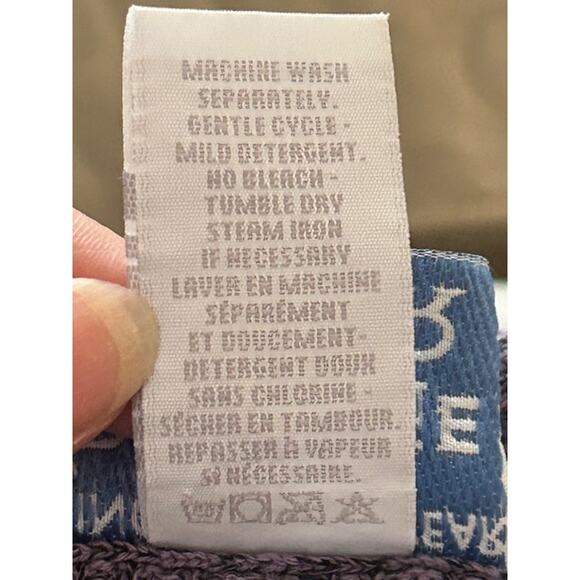 MACHINE WASH
SEPARATELY.
GENTLE CYCLE -
MILD DETERGENT.
NO BLEACH -
TUMBLE DRY
STEAM IRON
IF NECESSARY
LAVER EN MACHINE
SÉPARÉMENT
ET DOUCEMENT-
DETERGENT DOUX
SANS CHLORINE -
SÉCHER EN TAMBOUR.
REPASSER À VAPEUR
SI NÉCESSAIRE.